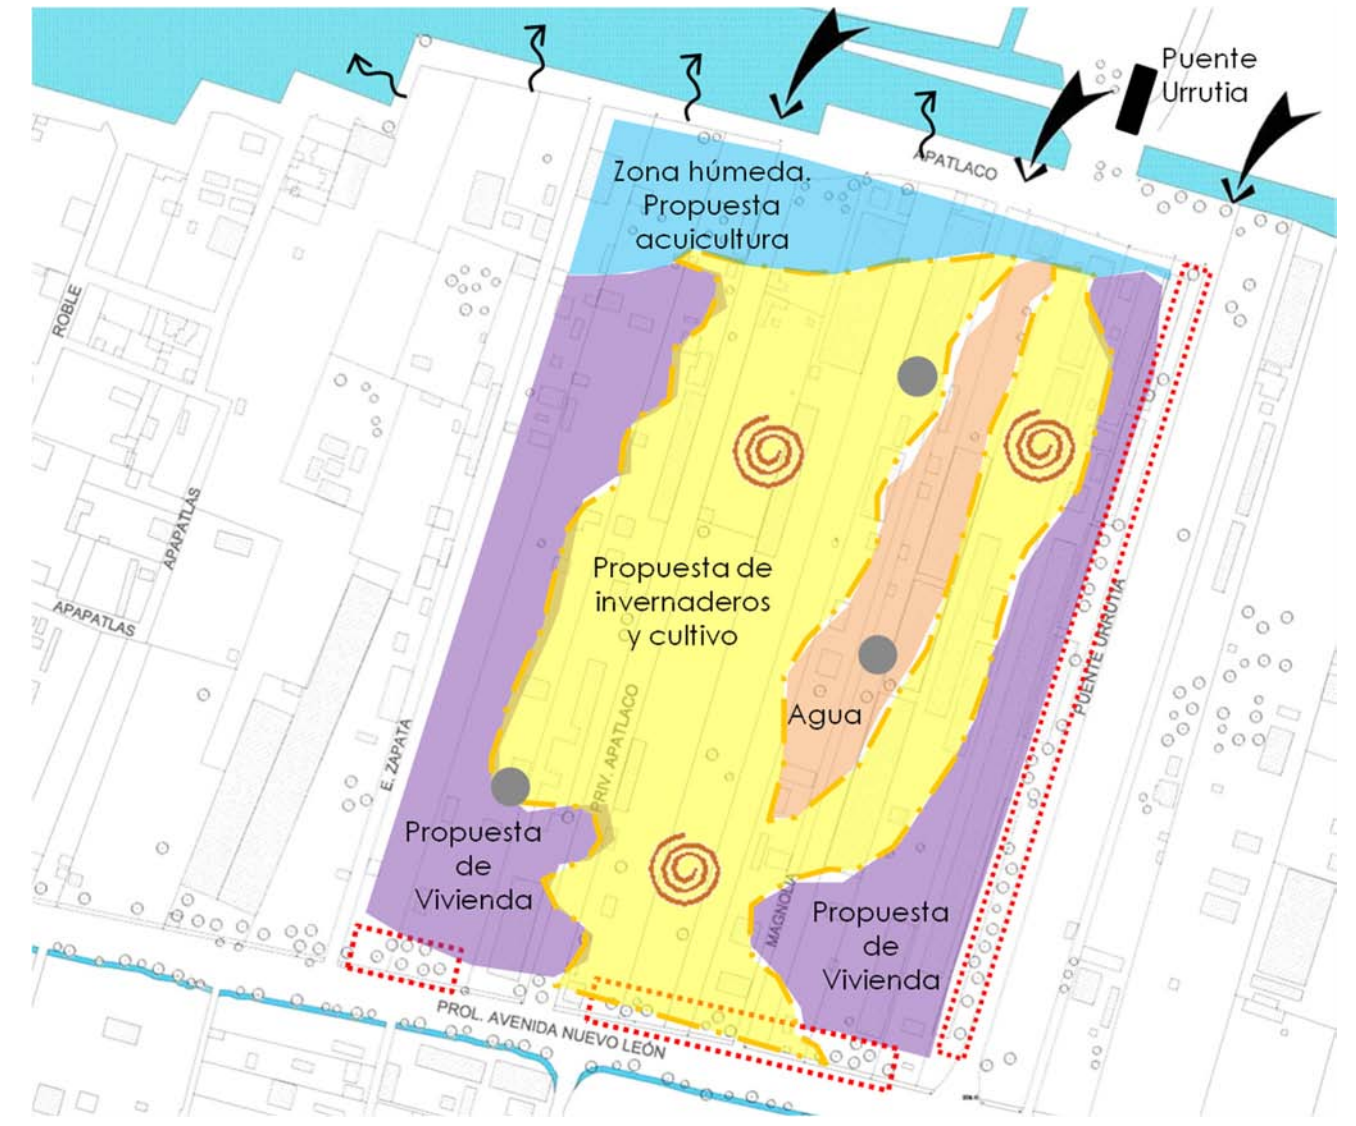 Puente
Urrutia
APATLACO
Zona húmeda.
Propuesta
acuicultura
ROBLE
APAPATLAS
Propuesta de
invernaderos
y cultivo
APAPATLAS
PUENTE URRUTIA
PRIV. APATLACO
Agua
E. ZAPATA
Propuesta
de
Vivienda
MAGNOLIA
Propuesta
de
Vivienda
PROL. AVENIDA NUEVO LEÓN